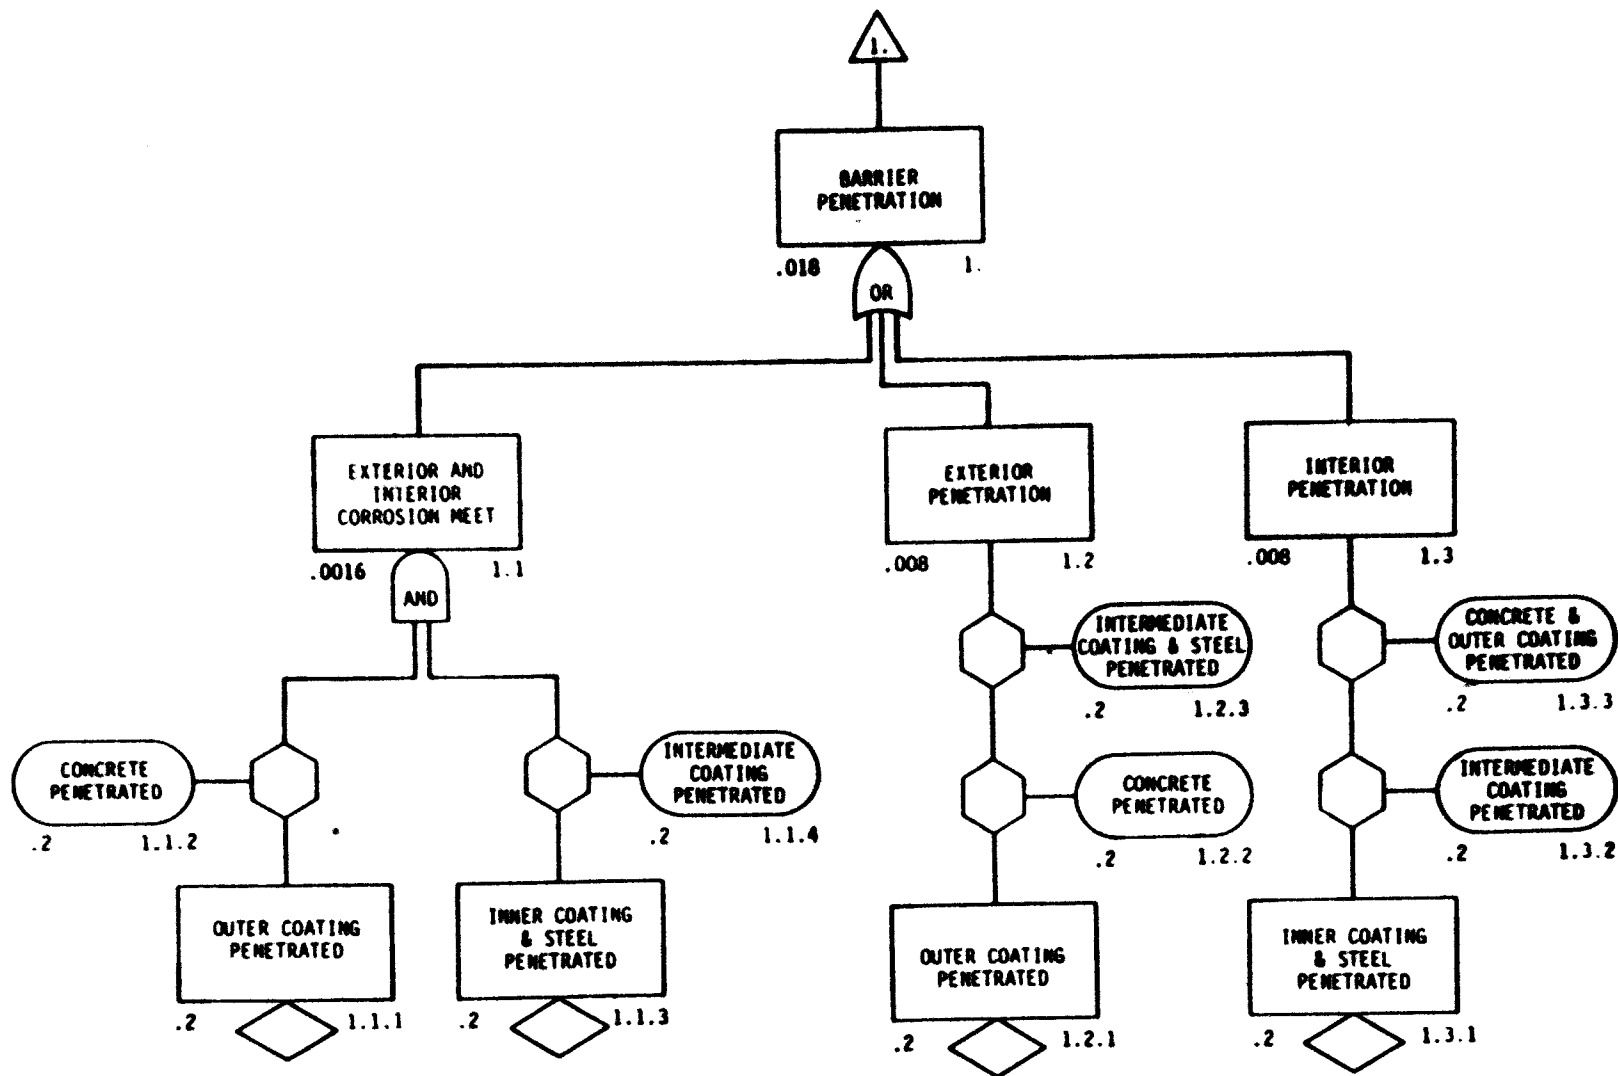 1.
BARRIER
PENETRATION
.018
1.
OR
EXTERIOR AND
INTERIOR
CORROSION MEET
.0016
1.1
AND
EXTERIOR
PENETRATION
.008
1.2
INTERIOR
PENETRATION
.008
1.3
CONCRETE
PENETRATED
.2
1.1.2
INTERMEDIATE
COATING
PENETRATED
.2
1.1.4
INTERMEDIATE
COATING & STEEL
PENETRATED
.2
1.2.3
CONCRETE &
OUTER COATING
PENETRATED
.2
1.3.3
CONCRETE
PENETRATED
.2
1.2.2
INTERMEDIATE
COATING
PENETRATED
.2
1.3.2
OUTER COATING
PENETRATED
.2
1.1.1
INNER COATING
& STEEL
PENETRATED
.2
1.1.3
OUTER COATING
PENETRATED
.2
1.2.1
INNER COATING
& STEEL
PENETRATED
.2
1.3.1